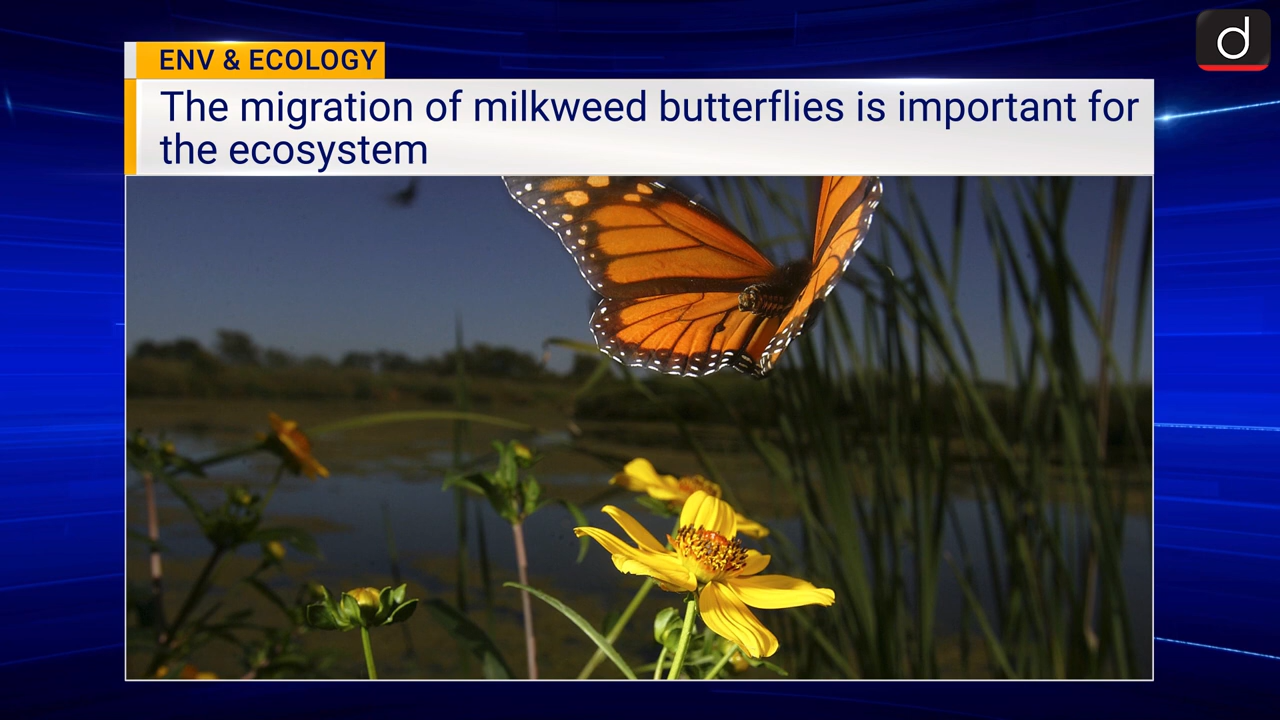 ENV & ECOLOGY
The migration of milkweed butterflies is important for
the ecosystem
d